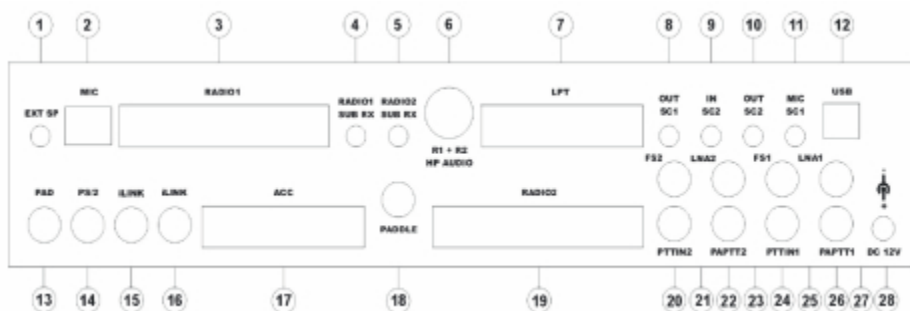 1 2 3 4 5 6 7 8 9 10 11 12
MIC RADIO1 LPT USB
EXT SP RADIO1 SUB RX RADIO2 SUB RX OUT SC1 IN SC2 OUT SC2 MIC SC1
R1 + R2 HP AUDIO
FS2 LNA2 FS1 LNA1
PAD PS/2 iLINK iLINK ACC RADIO2
- +
PADDLE
PTTIN2 PAPTT2 PTTIN1 PAPTT1 DC 12V
13 14 15 16 17 18 19 20 21 22 23 24 25 26 27 28